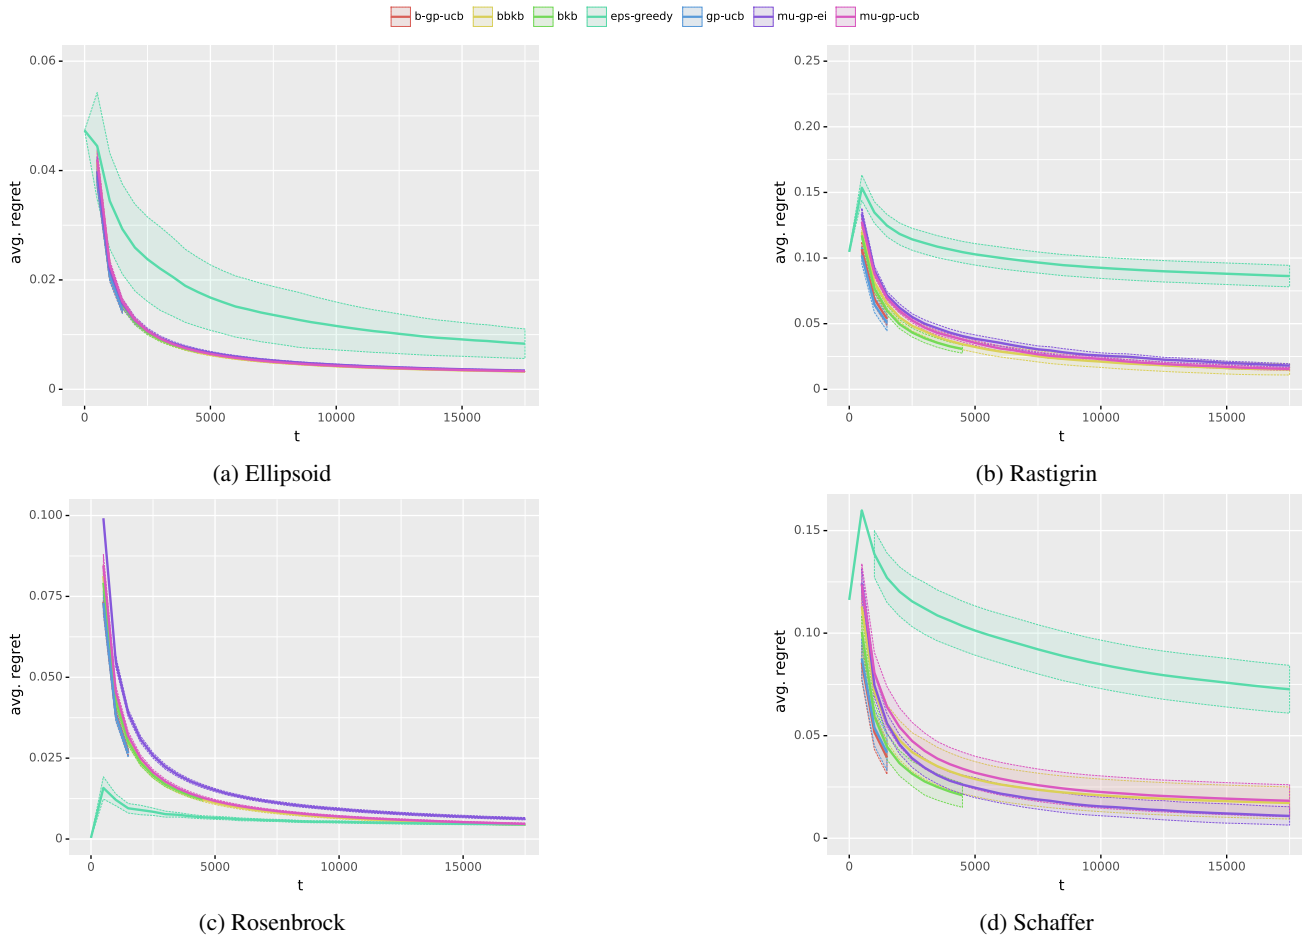 b-gp-ucb bbkb bkb eps-greedy gp-ucb mu-gp-ei mu-gp-ucb
0.06
0.04
0.02
0
avg. regret
0 5000 10000 15000
t
(a) Ellipsoid
0.25
0.20
0.15
0.10
0.05
0
avg. regret
0 5000 10000 15000
t
(b) Rastigrin
0.100
0.075
0.050
0.025
0
avg. regret
0 5000 10000 15000
t
(c) Rosenbrock
0.15
0.10
0.05
0
avg. regret
0 5000 10000 15000
t
(d) Schaffer